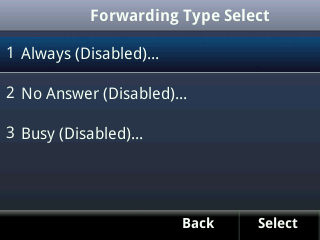 Forwarding Type Select
1 Always (Disabled)...
2 No Answer (Disabled)...
3 Busy (Disabled)...
Back Select